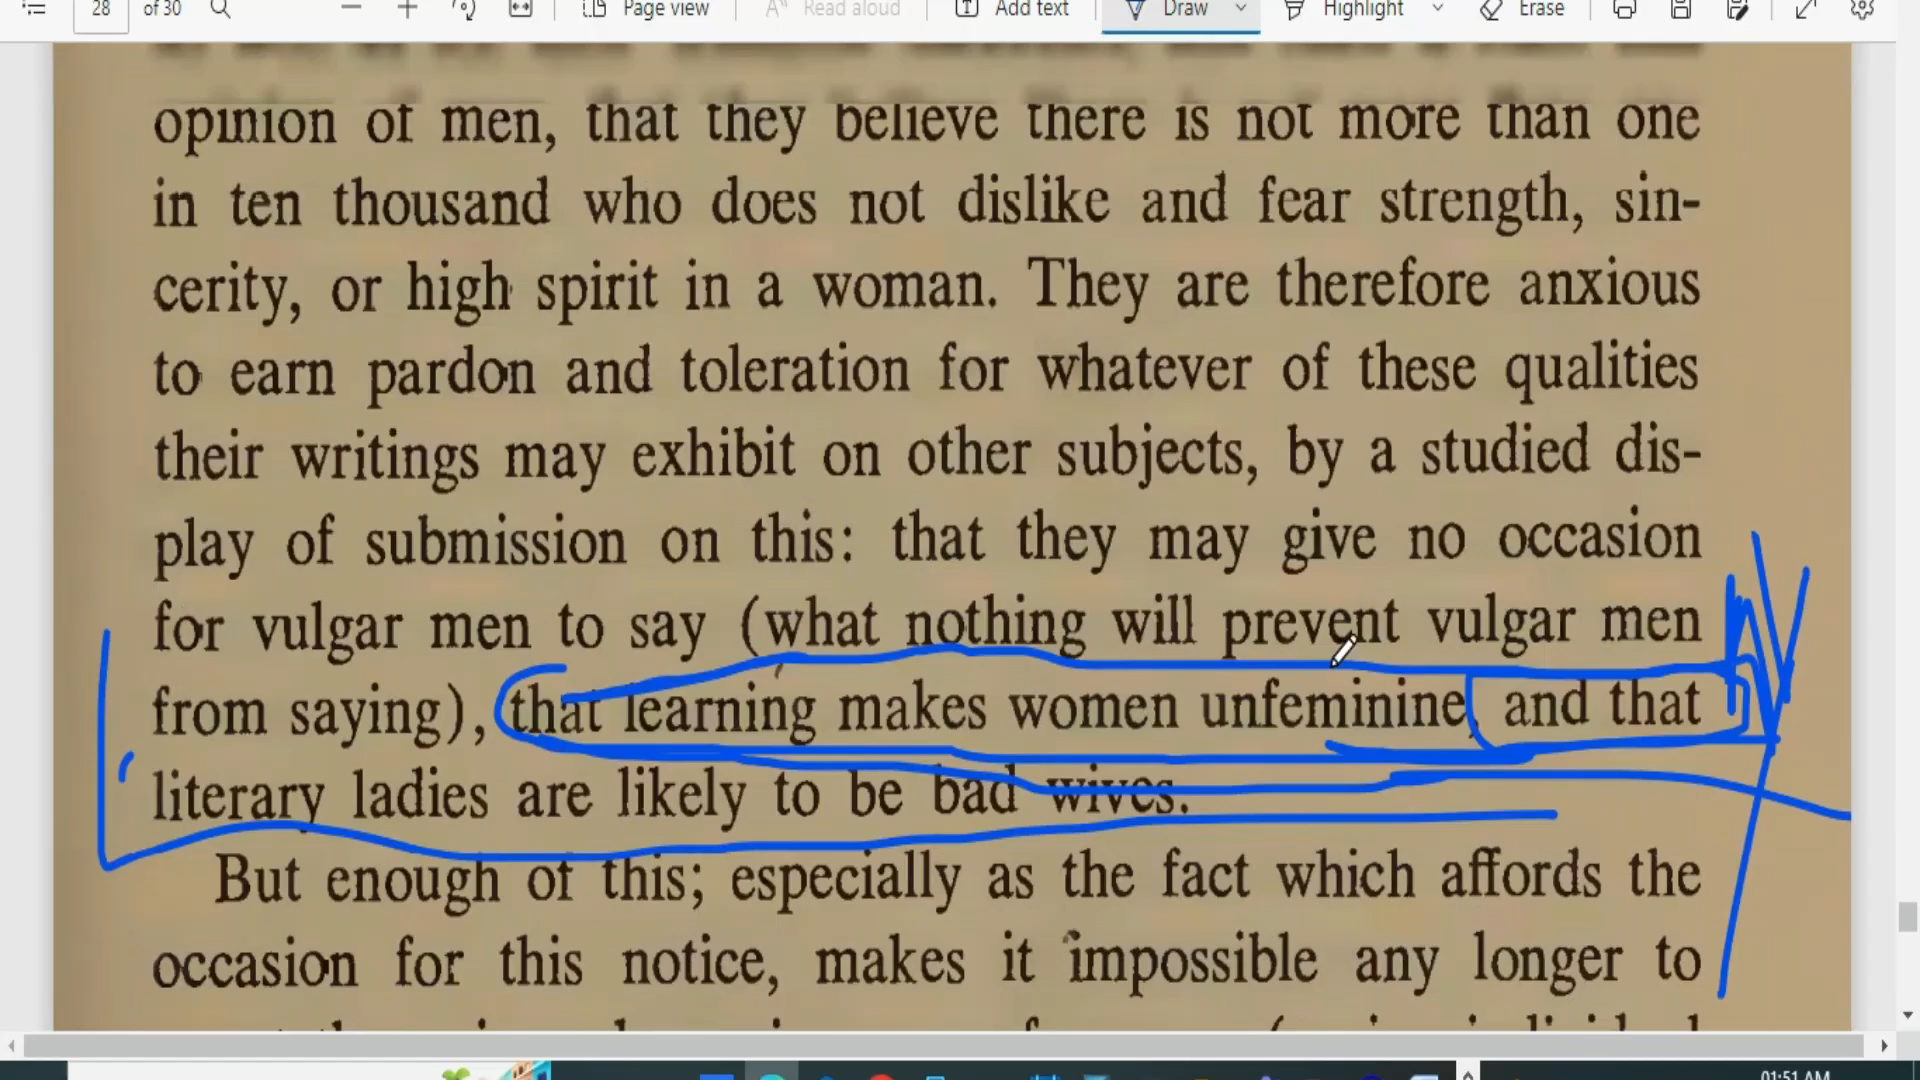 28 of 30 Page view Read aloud Add text Draw Highlight Erase
opinion of men, that they believe there is not more than one
in ten thousand who does not dislike and fear strength, sin-
cerity, or high spirit in a woman. They are therefore anxious
to earn pardon and toleration for whatever of these qualities
their writings may exhibit on other subjects, by a studied dis-
play of submission on this: that they may give no occasion
for vulgar men to say (what nothing will prevent vulgar men
from saying), that learning makes women unfeminine, and that
literary ladies are likely to be bad wives.
But enough of this; especially as the fact which affords the
occasion for this notice, makes it impossible any longer to
01:51 AM